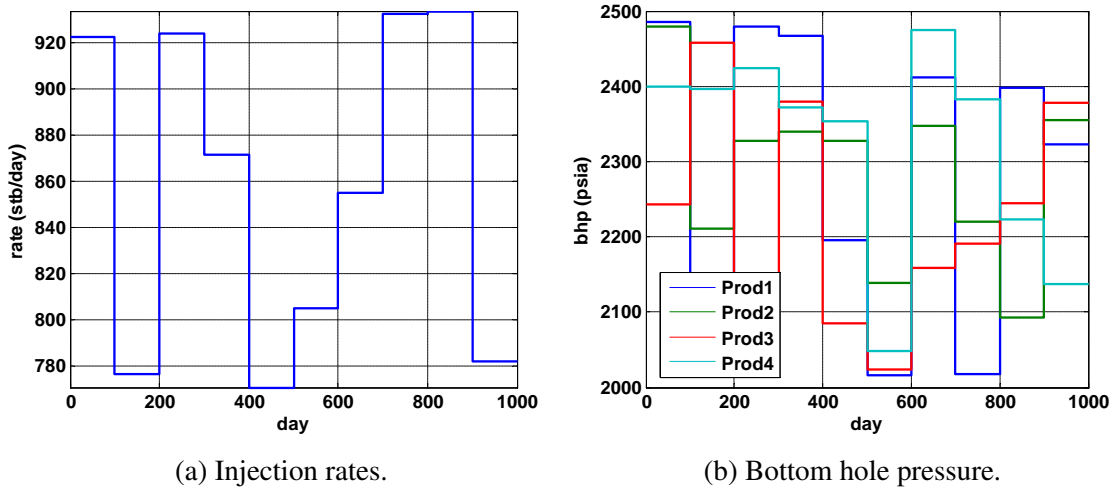 920
900
880
860
840
820
800
780
0 200 400 600 800 1000
rate (stb/day)
day
(a) Injection rates.
2500
2400
2300
2200
2100
2000
0 200 400 600 800 1000
bhp (psia)
day
Prod1
Prod2
Prod3
Prod4
(b) Bottom hole pressure.